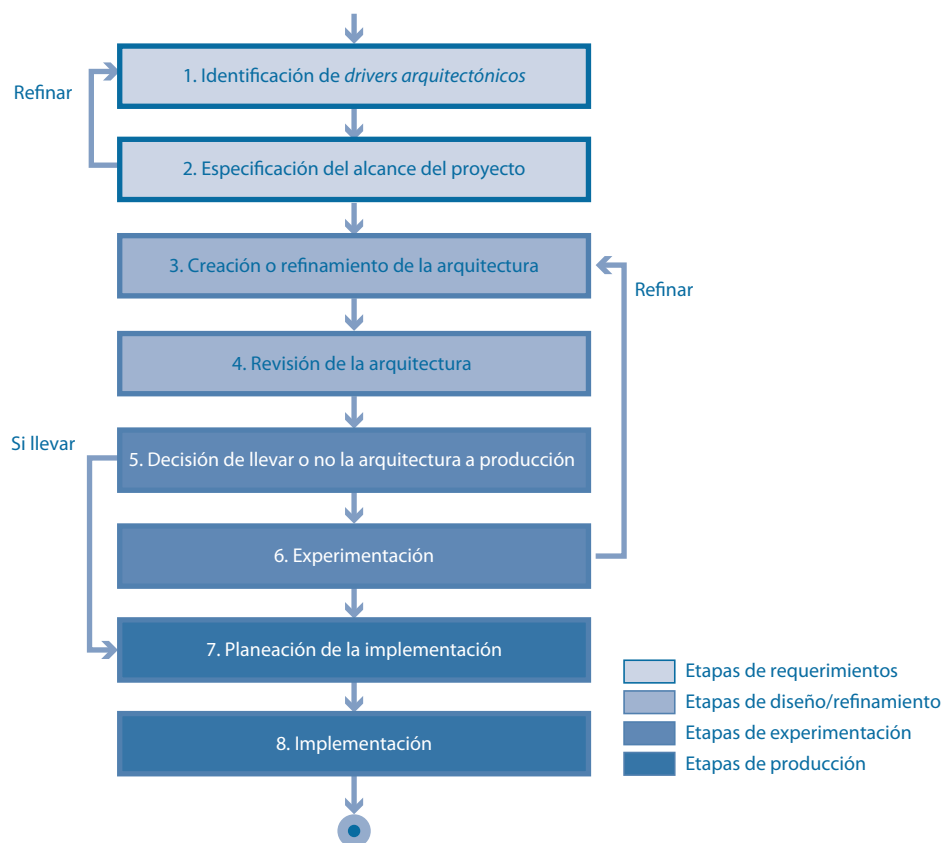 1. Identificación de drivers arquitectónicos
Refinar
2. Especificación del alcance del proyecto
3. Creación o refinamiento de la arquitectura
Refinar
4. Revisión de la arquitectura
Si llevar
5. Decisión de llevar o no la arquitectura a producción
6. Experimentación
7. Planeación de la implementación
8. Implementación
Etapas de requerimientos
Etapas de diseño/refinamiento
Etapas de experimentación
Etapas de producción